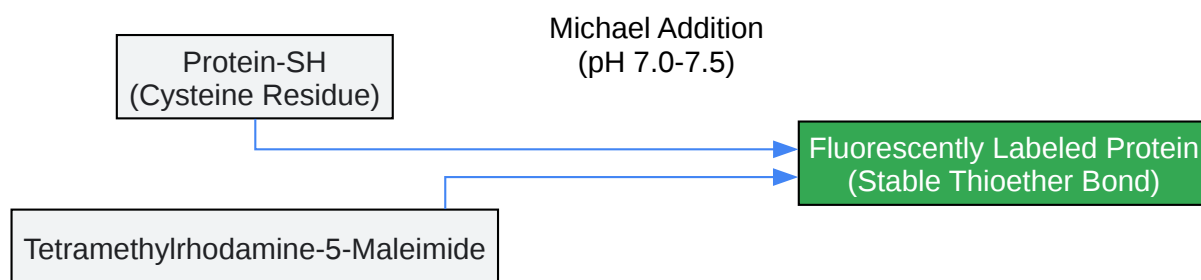 Michael Addition
(pH 7.0-7.5)
Protein-SH
(Cysteine Residue)
Fluorescently Labeled Protein
(Stable Thioether Bond)
Tetramethylrhodamine-5-Maleimide